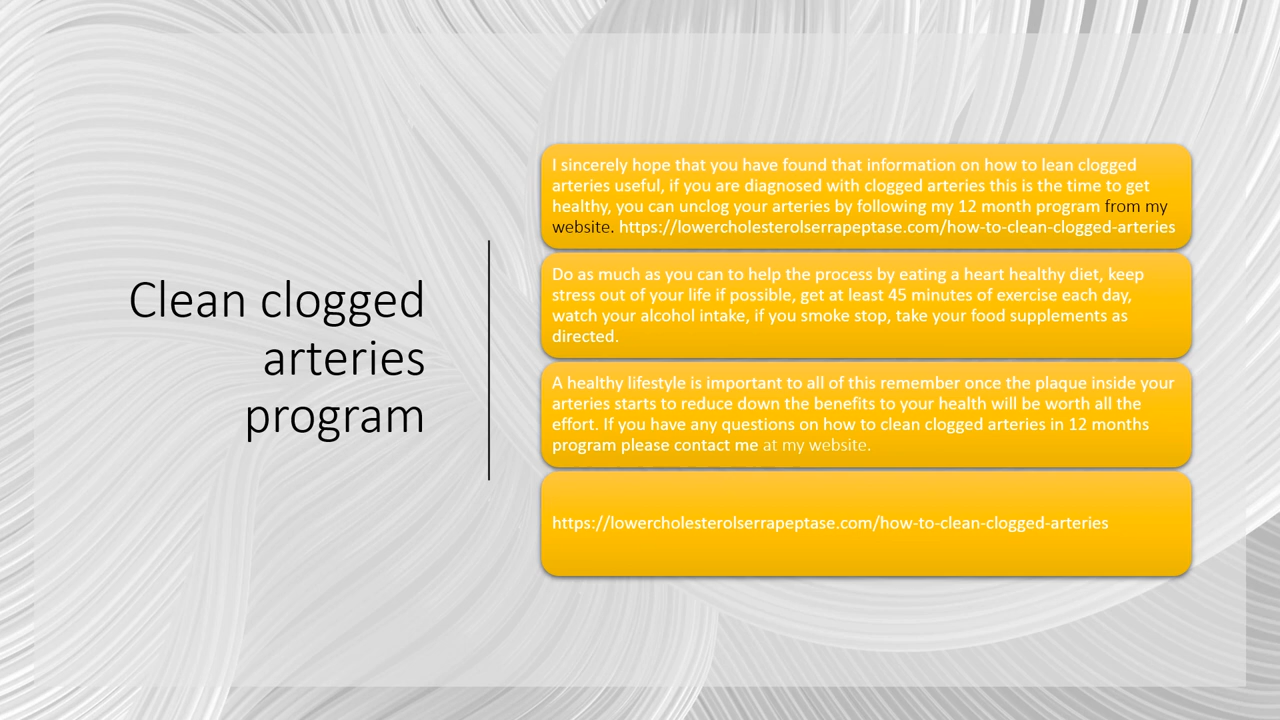 Clean clogged
arteries
program
I sincerely hope that you have found that information on how to lean clogged
arteries useful, if you are diagnosed with clogged arteries this is the time to get
healthy, you can unclog your arteries by following my 12 month program from my
website. https://lowercholesterolserrapeptase.com/how-to-clean-clogged-arteries
Do as much as you can to help the process by eating a heart healthy diet, keep
stress out of your life if possible, get at least 45 minutes of exercise each day,
watch your alcohol intake, if you smoke stop, take your food supplements as
directed.
A healthy lifestyle is important to all of this remember once the plaque inside your
arteries starts to reduce down the benefits to your health will be worth all the
effort. If you have any questions on how to clean clogged arteries in 12 months
program please contact me at my website.
https://lowercholesterolserrapeptase.com/how-to-clean-clogged-arteries